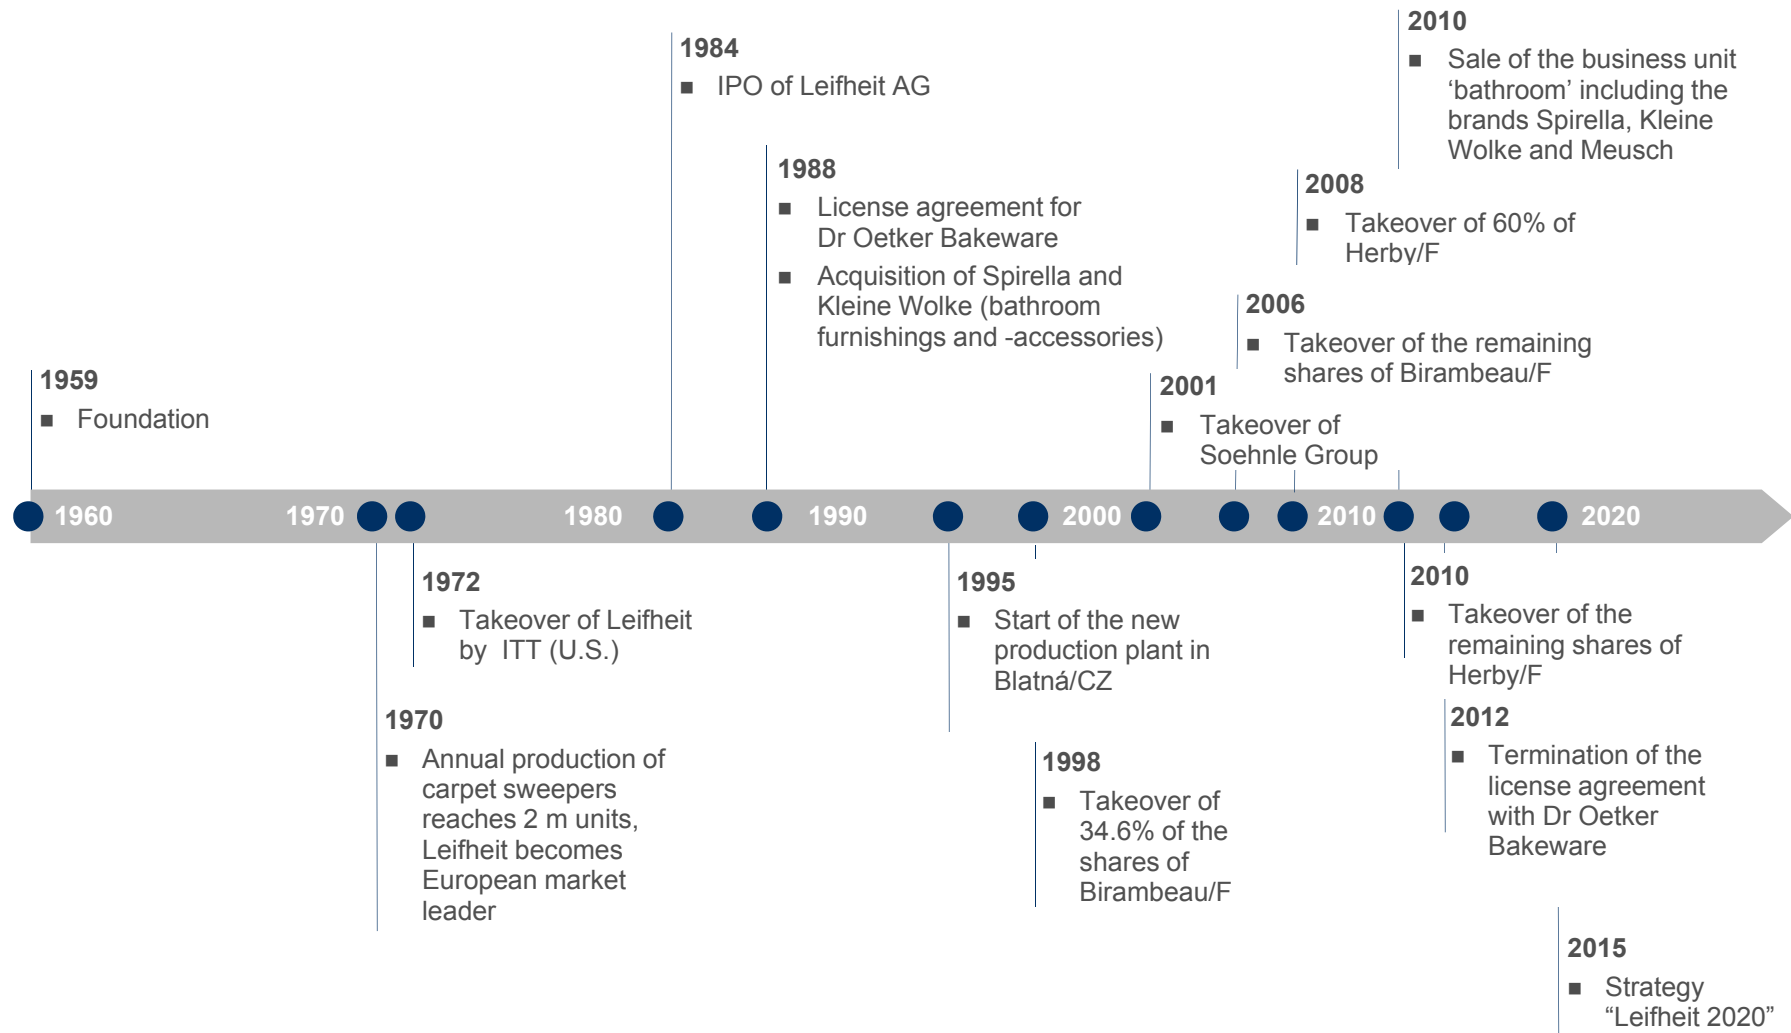 1959
■ Foundation
1984
■ IPO of Leifheit AG
1988
■ License agreement for
Dr Oetker Bakeware
■ Acquisition of Spirella and
Kleine Wolke (bathroom
furnishings and -accessories)
2001
■ Takeover of
Soehnle Group
2006
■ Takeover of the remaining
shares of Birambeau/F
2008
■ Takeover of 60% of
Herby/F
2010
■ Sale of the business unit
‘bathroom’ including the
brands Spirella, Kleine
Wolke and Meusch
1960 1970 1980 1990 2000 2010 2020
1970
■ Annual production of
carpet sweepers
reaches 2 m units,
Leifheit becomes
European market
leader
1972
■ Takeover of Leifheit
by ITT (U.S.)
1995
■ Start of the new
production plant in
Blatná/CZ
1998
■ Takeover of
34.6% of the
shares of
Birambeau/F
2010
■ Takeover of the
remaining shares of
Herby/F
2012
■ Termination of the
license agreement
with Dr Oetker
Bakeware
2015
■ Strategy
“Leifheit 2020”